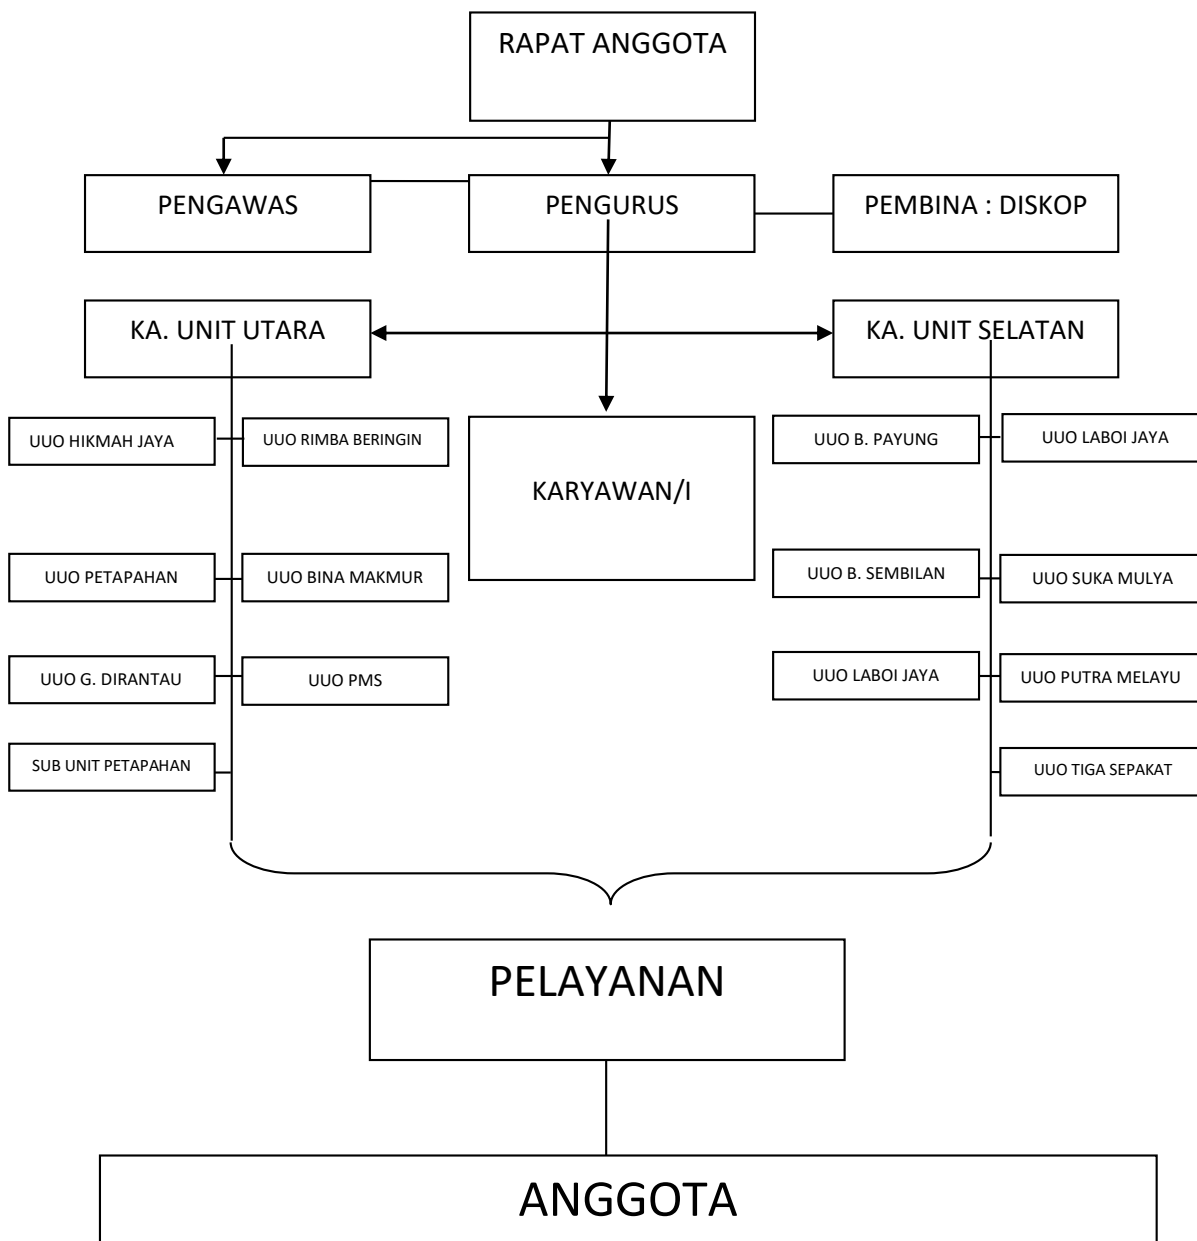 RAPAT ANGGOTA
PENGAWAS
PENGURUS
PEMBINA : DISKOP
KA. UNIT UTARA
KA. UNIT SELATAN
UUO HIKMAH JAYA
UUO RIMBA BERINGIN
KARYAWAN/I
UUO B. PAYUNG
UUO LABOI JAYA
UUO PETAPAHAN
UUO BINA MAKMUR
UUO B. SEMBILAN
UUO SUKA MULYA
UUO G. DIRANTAU
UUO PMS
UUO LABOI JAYA
UUO PUTRA MELAYU
SUB UNIT PETAPAHAN
UUO TIGA SEPAKAT
PELAYANAN
ANGGOTA